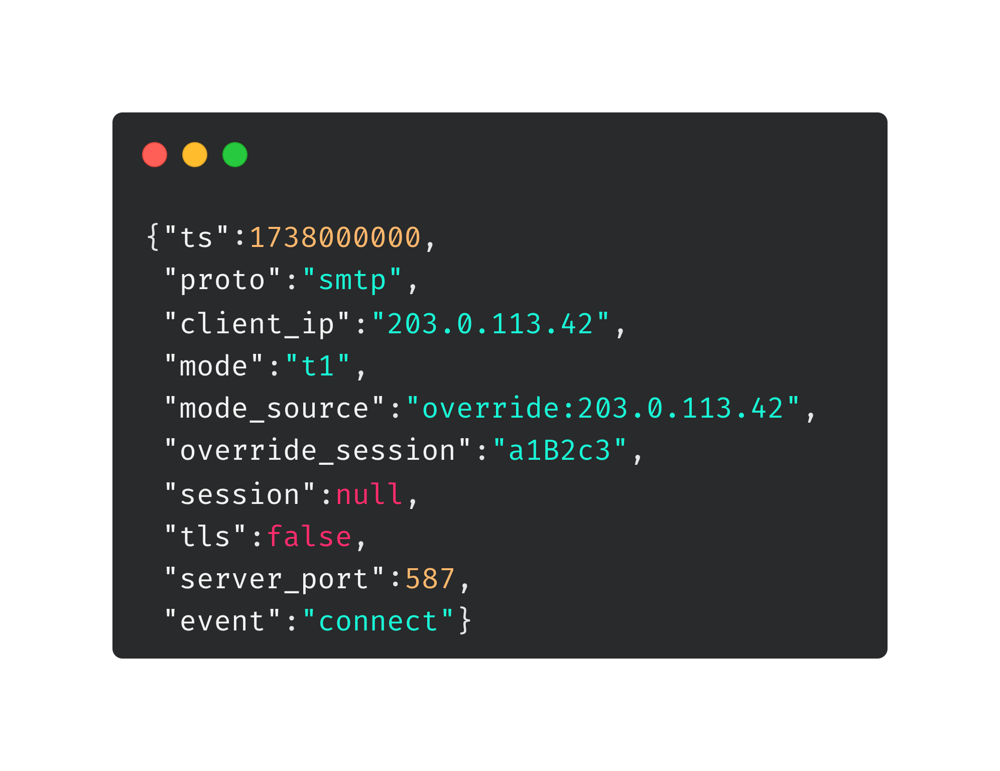 {"ts":1738000000,
 "proto":"smtp",
 "client_ip":"203.0.113.42",
 "mode":"t1",
 "mode_source":"override:203.0.113.42",
 "override_session":"a1B2c3",
 "session":null,
 "tls":false,
 "server_port":587,
 "event":"connect"}